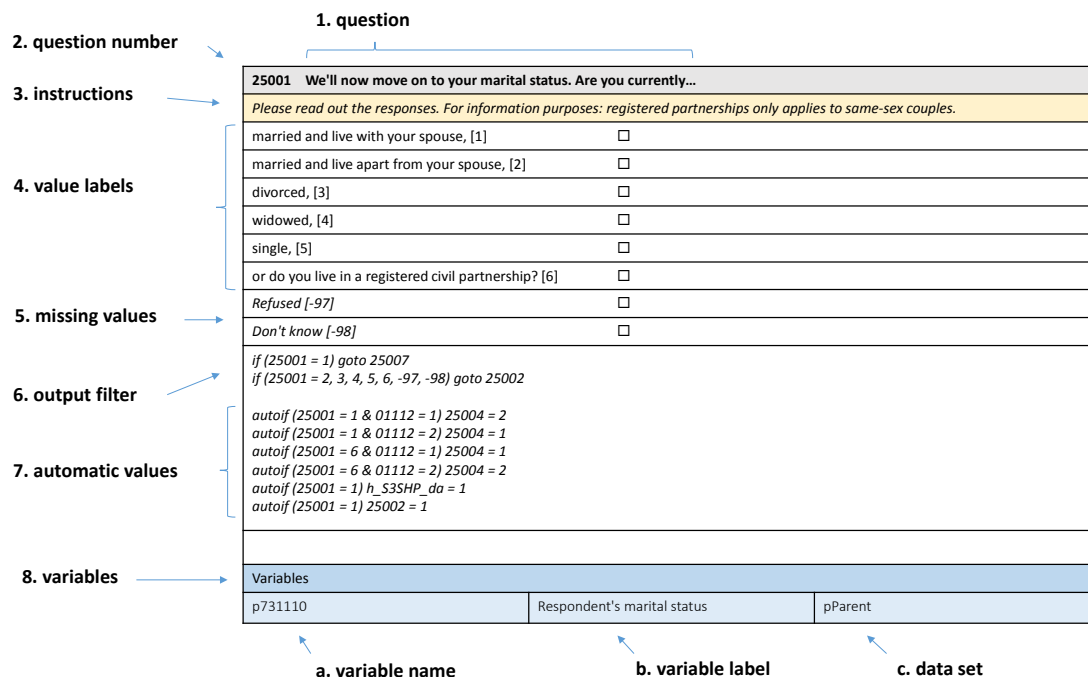 1. question
2. question number
25001 We'll now move on to your marital status. Are you currently…
3. instructions
Please read out the responses. For information purposes: registered partnerships only applies to same-sex couples.
married and live with your spouse, [1]
married and live apart from your spouse, [2]
4. value labels
divorced, [3]
widowed, [4]
single, [5]
or do you live in a registered civil partnership? [6]
Refused [-97]
5. missing values
Don't know [-98]
if (25001 = 1) goto 25007
if (25001 = 2, 3, 4, 5, 6, -97, -98) goto 25002
6. output filter
autoif (25001 = 1 & 01112 = 1) 25004 = 2
autoif (25001 = 1 & 01112 = 2) 25004 = 1
autoif (25001 = 6 & 01112 = 1) 25004 = 1
7. automatic values
autoif (25001 = 6 & 01112 = 2) 25004 = 2
autoif (25001 = 1) h_S3SHP_da = 1
autoif (25001 = 1) 25002 = 1
8. variables
Variables
p731110 Respondent's marital status pParent
a. variable name b. variable label c. data set